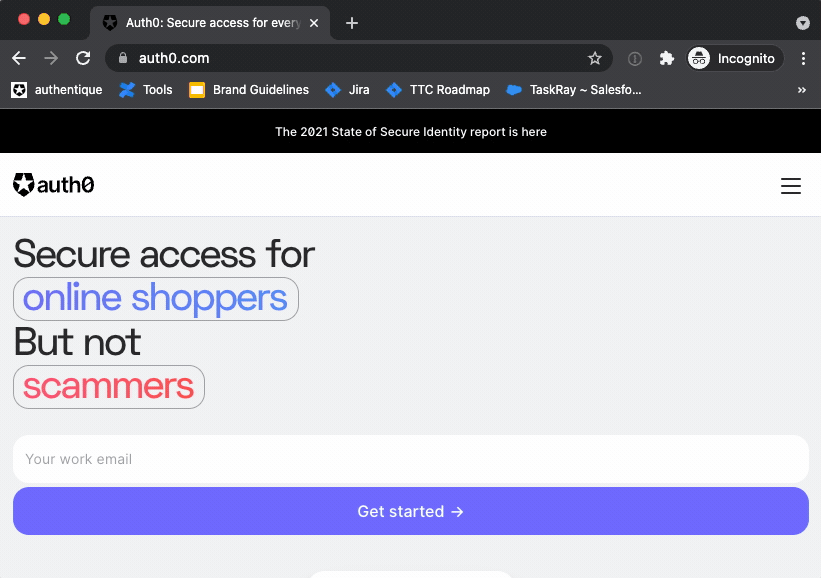 Auth0: Secure access for every
auth0.com
Incognito
authentique
Tools
Brand Guidelines
Jira
TTC Roadmap
TaskRay ~ Salesfo...
»
The 2021 State of Secure Identity report is here
auth0
Secure access for
online shoppers
But not
scammers
Your work email
Get started →